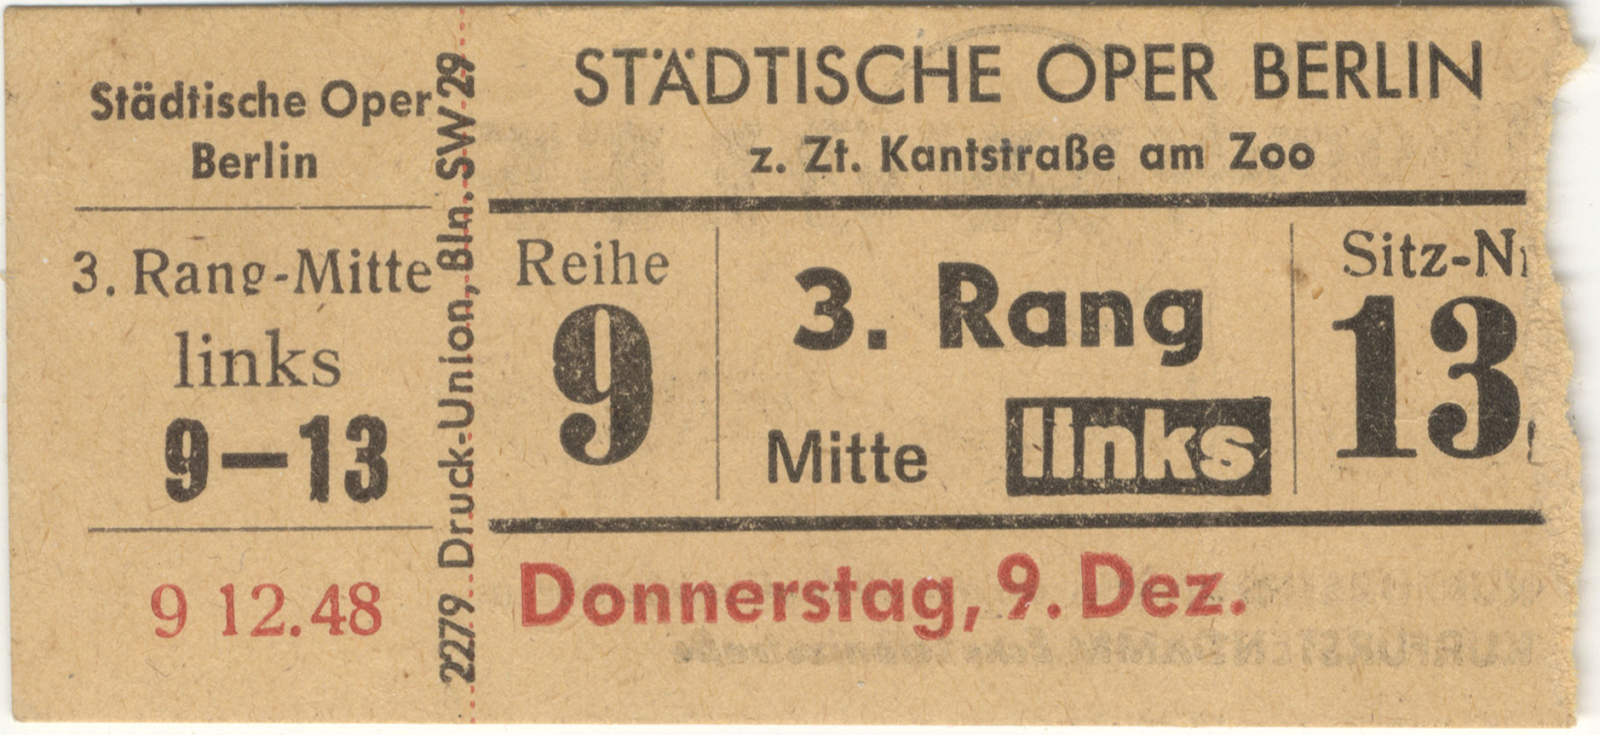 Städtische Oper
Berlin
3. Rang-Mitte
links
9—13
9 12.48
2279 Druck-Union, Bln. SW 29
STÄDTISCHE OPER BERLIN
z. Zt. Kantstraße am Zoo
Reihe
9
3. Rang
Mitte links
Sitz-Nr
13
Donnerstag, 9. Dez.